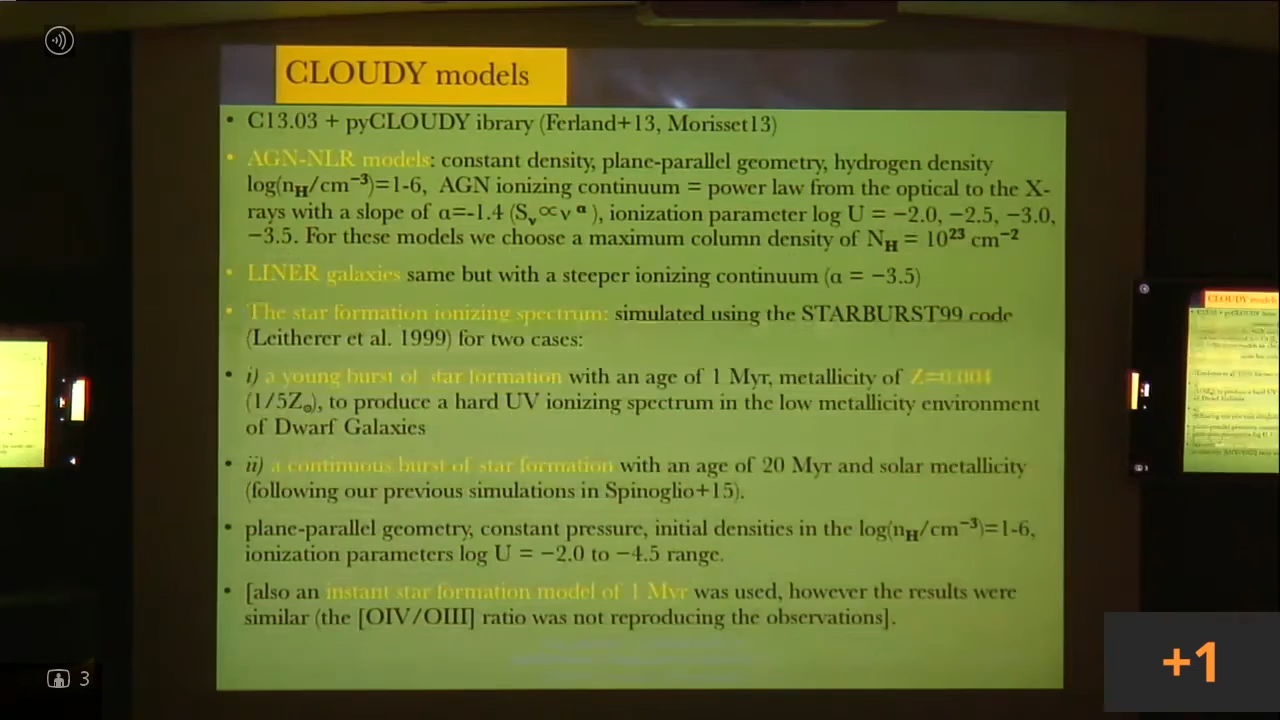 CLOUDY models
• C13.03 + pyCLOUDY ibrary (Ferland+13, Morisset13)
• AGN-NLR models: constant density, plane-parallel geometry, hydrogen density
log(nH/cm⁻³)=1-6, AGN ionizing continuum = power law from the optical to the X-
rays with a slope of α=-1.4 (Sν∝ν^α), ionization parameter log U = −2.0, −2.5, −3.0,
−3.5. For these models we choose a maximum column density of NH = 10²³ cm⁻²
• LINER galaxies same but with a steeper ionizing continuum (α = −3.5)
• The star formation ionizing spectrum: simulated using the STARBURST99 code
(Leitherer et al. 1999) for two cases:
• i) a young burst of star formation with an age of 1 Myr, metallicity of Z=0.004
(1/5Z⊙), to produce a hard UV ionizing spectrum in the low metallicity environment
of Dwarf Galaxies
• ii) a continuous burst of star formation with an age of 20 Myr and solar metallicity
(following our previous simulations in Spinoglio+15).
• plane-parallel geometry, constant pressure, initial densities in the log(nH/cm⁻³)=1-6,
ionization parameters log U = −2.0 to −4.5 range.
• [also an instant star formation model of 1 Myr was used, however the results were
similar (the [OIV/OIII] ratio was not reproducing the observations].
CLOUDY models
3
+1